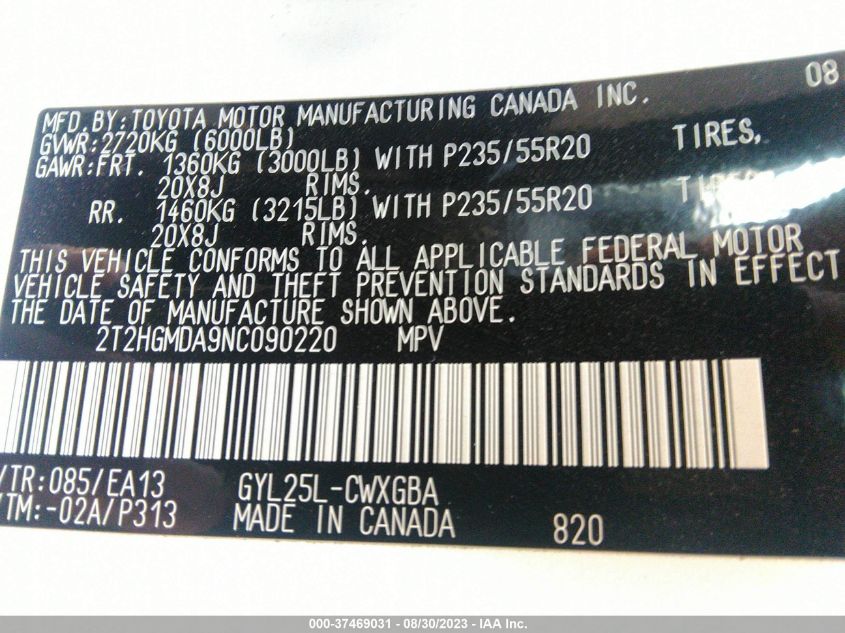 08
MFD.BY:TOYOTA MOTOR MANUFACTURING CANADA INC.
GVWR:2720KG (6000LB)
GAWR:FRT. 1360KG (3000LB) WITH P235/55R20 TIRES,
20X8J RIMS.
RR. 1460KG (3215LB) WITH P235/55R20
20X8J RIMS.
THIS VEHICLE CONFORMS TO ALL APPLICABLE FEDERAL MOTOR
VEHICLE SAFETY AND THEFT PREVENTION STANDARDS IN EFFECT
THE DATE OF MANUFACTURE SHOWN ABOVE.
2T2HGMDA9NC090220 MPV
/TR:085/EA13 GYL25L-CWXGBA
/TM:-02A/P313 MADE IN CANADA 820
000-37469031 - 08/30/2023 - IAA Inc.